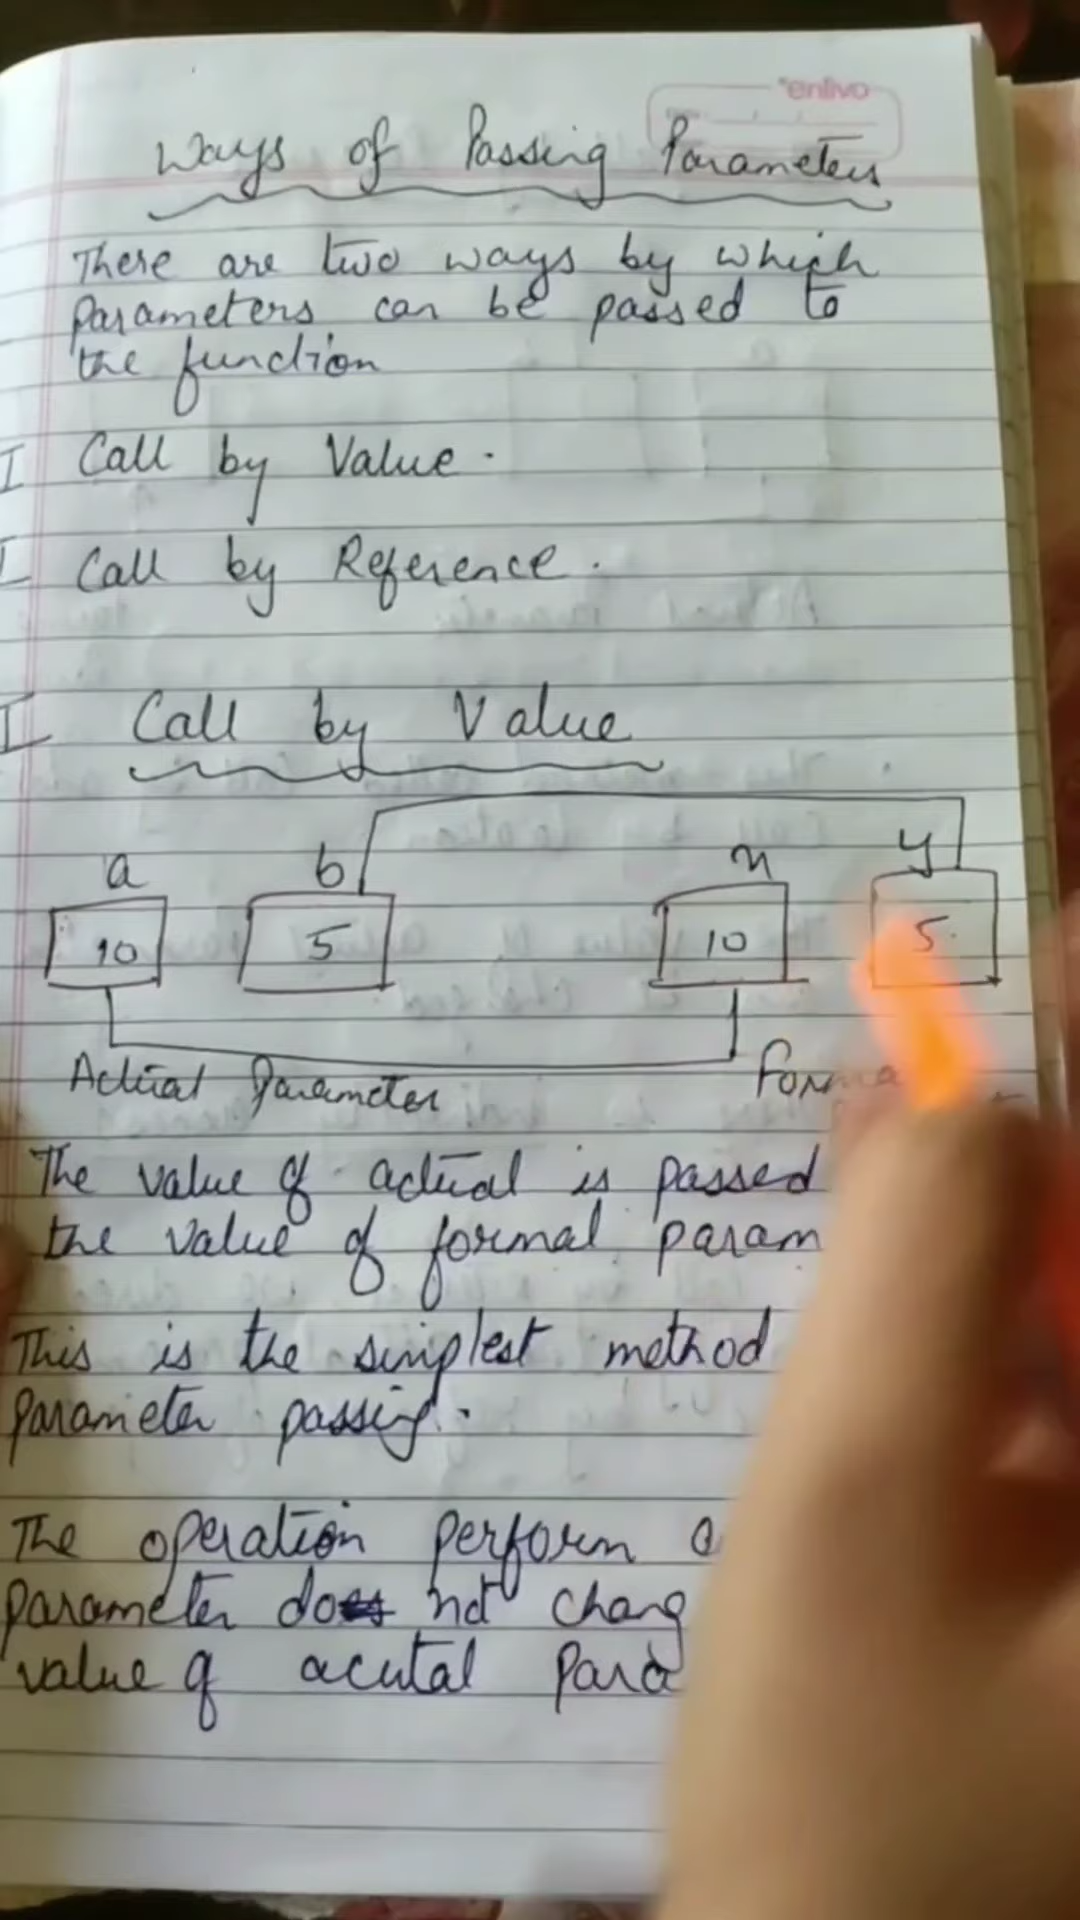 enlivo
Ways of Passing Parameters
There are two ways by which
parameters can be passed to
the function
I Call by Value.
I Call by Reference.
I Call by Value
a b x y
10 5 10 5
Actual Parameter
The value of actual is passed
the value of formal param
This is the simplest method
parameter passing.
The operation perform
parameter does not chang
value of acutal para